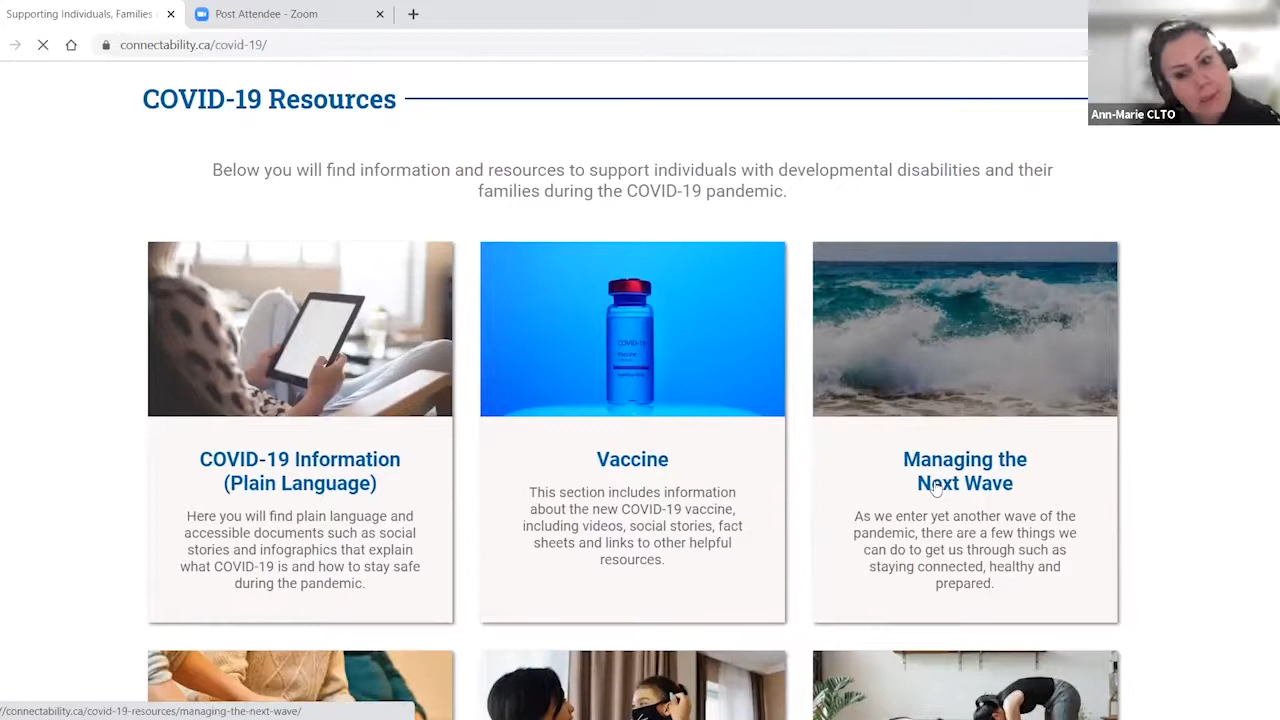 Supporting Individuals, Families
Post Attendee - Zoom
connectability.ca/covid-19/
Ann-Marie CLTO
COVID-19 Resources
Below you will find information and resources to support individuals with developmental disabilities and their
families during the COVID-19 pandemic.
COVID-19
Vaccine
COVID-19 Information
(Plain Language)
Here you will find plain language and
accessible documents such as social
stories and infographics that explain
what COVID-19 is and how to stay safe
during the pandemic.
Vaccine
This section includes information
about the new COVID-19 vaccine,
including videos, social stories, fact
sheets and links to other helpful
resources.
Managing the
Next Wave
As we enter yet another wave of the
pandemic, there are a few things we
can do to get us through such as
staying connected, healthy and
prepared.
//connectability.ca/covid-19-resources/managing-the-next-wave/